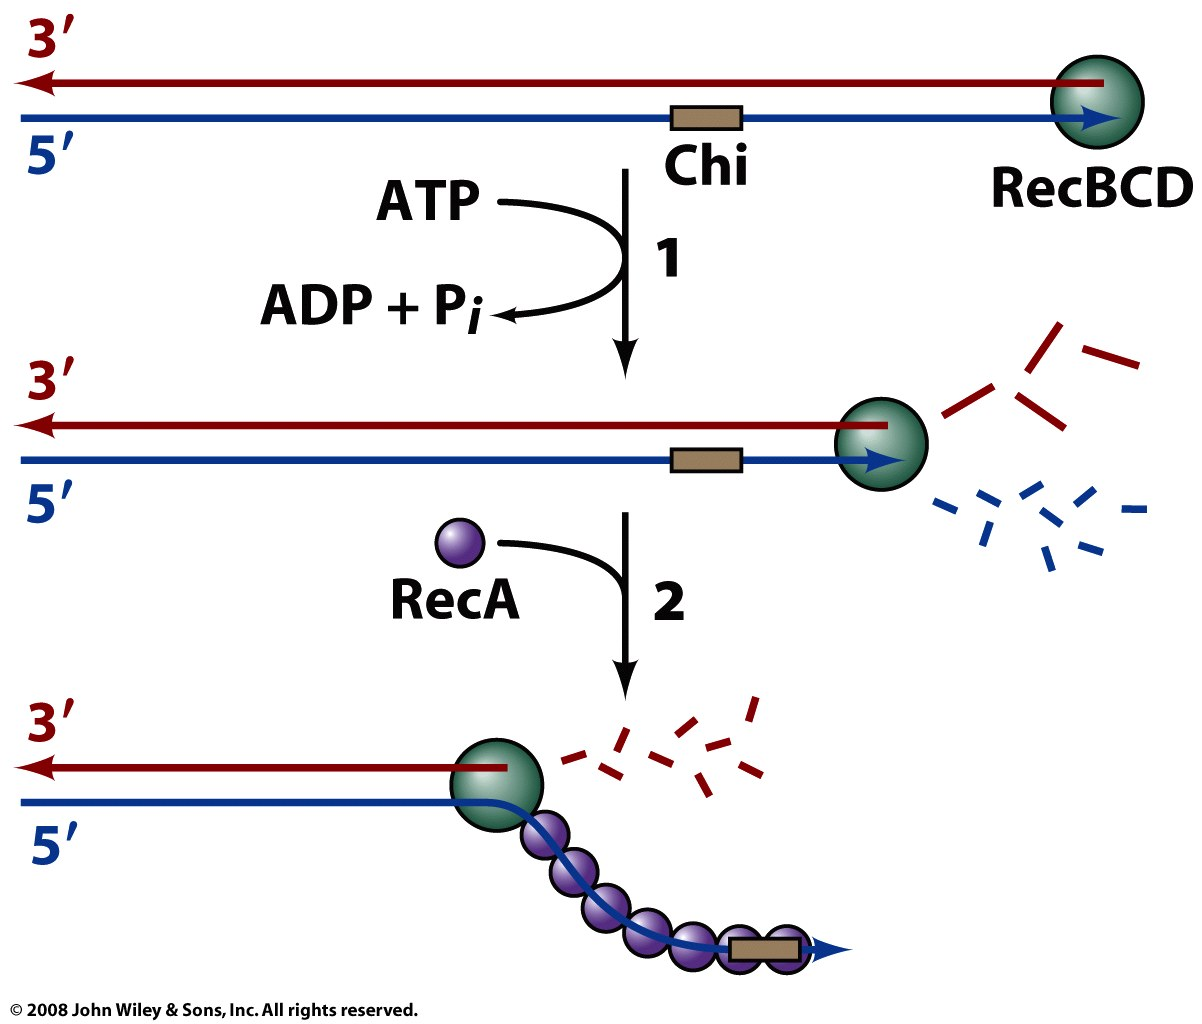 3′
5′
Chi
RecBCD
ATP
1
ADP + Pi
3′
5′
RecA
2
3′
5′
© 2008 John Wiley & Sons, Inc. All rights reserved.